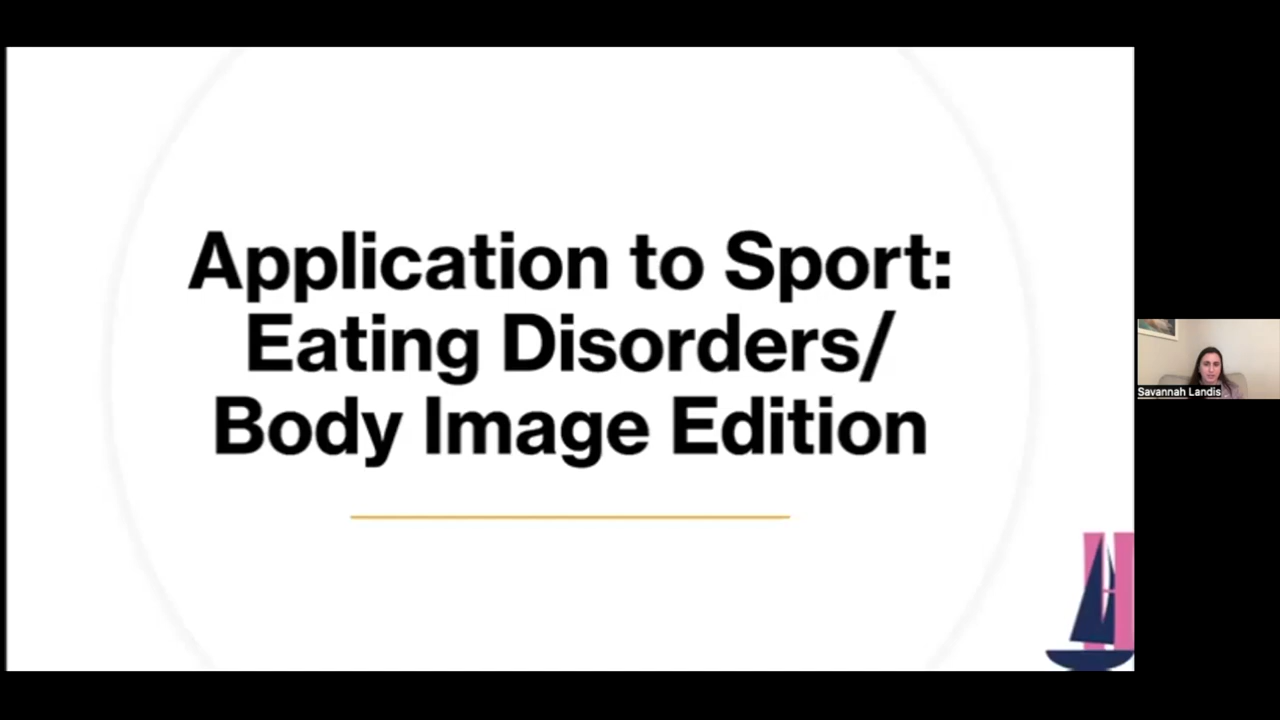 Application to Sport:
Eating Disorders/
Body Image Edition
Savannah Landis
H